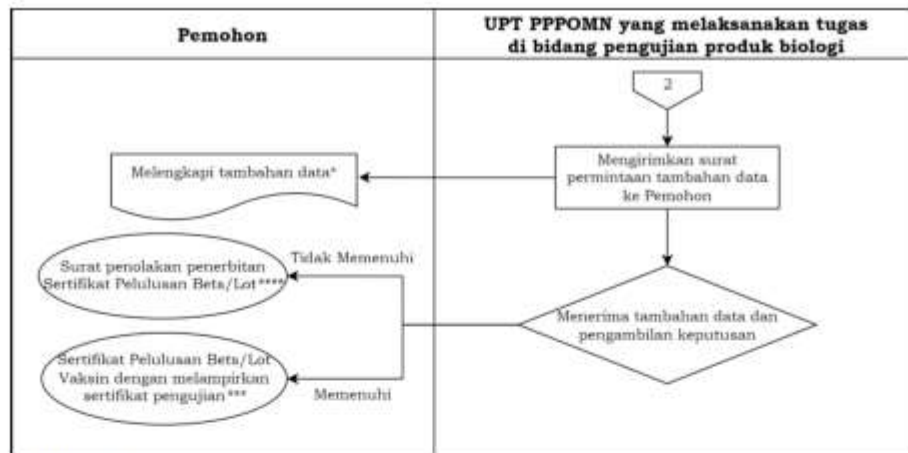 Pemohon
UPT PPPOMN yang melaksanakan tugas
di bidang pengujian produk biologi
2
Mengirimkan surat
permintaan tambahan data
ke Pemohon
Melengkapi tambahan data*
Tidak Memenuhi
Surat penolakan penerbitan
Sertifikat Pelulusan Bets/Lot****
Menerima tambahan data dan
pengambilan keputusan
Sertifikat Pelulusan Bets/Lot
Vaksin dengan melampirkan
sertifikat pengujian***
Memenuhi